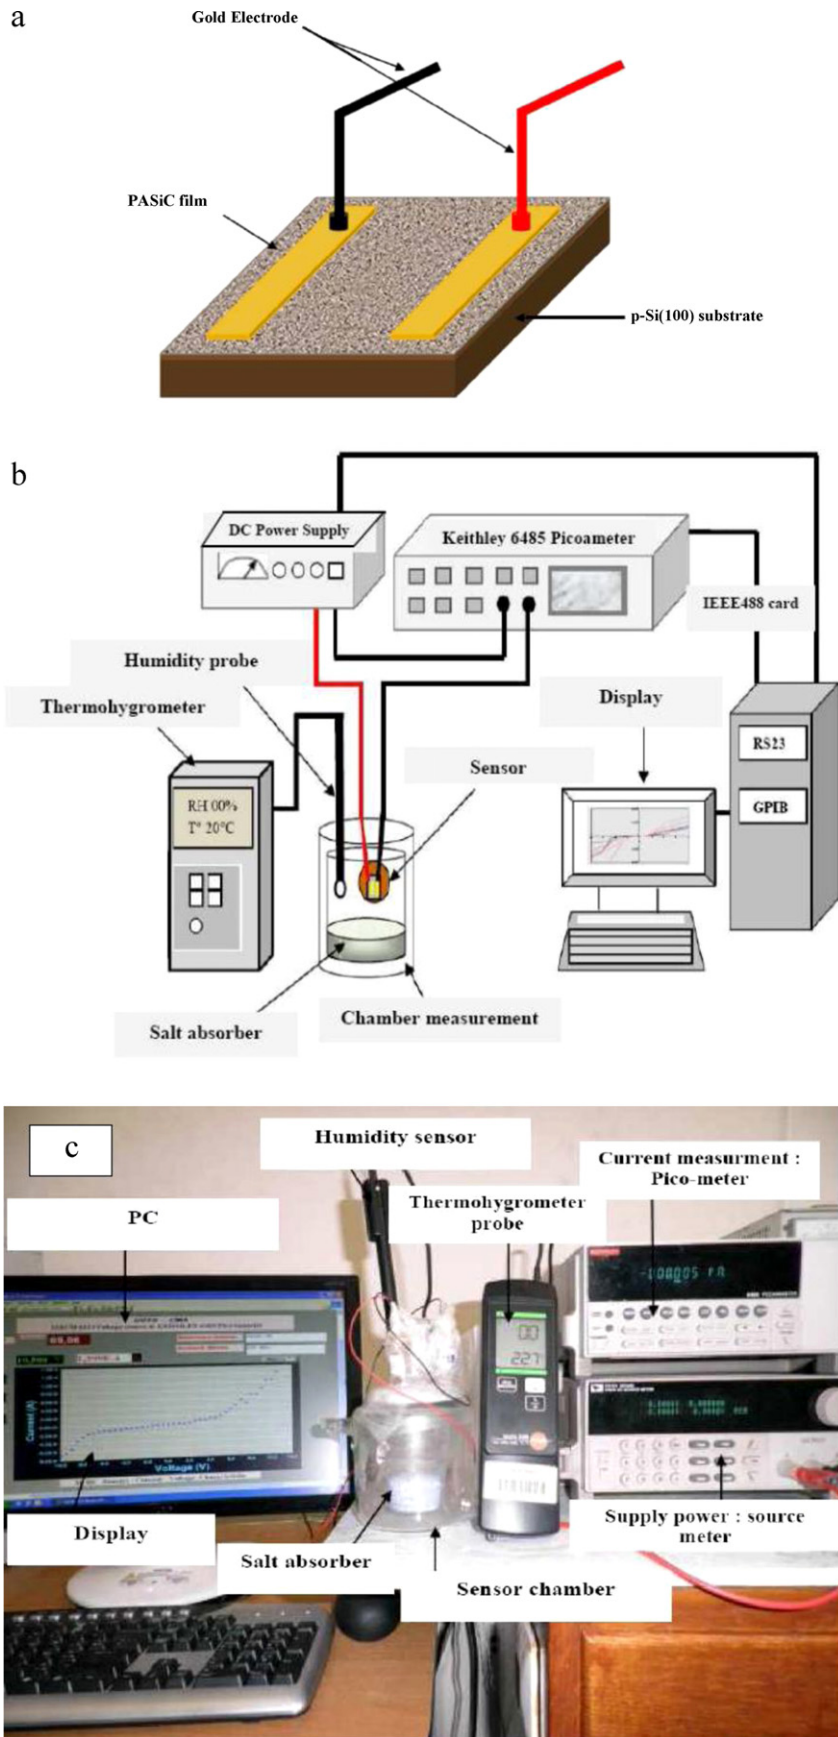 a
Gold Electrode
PASiC film
p-Si(100) substrate
b
DC Power Supply
Keithley 6485 Picoameter
IEEE488 card
Humidity probe
Thermohygrometer
Display
Sensor
RS23
GPIB
RH 00%
T° 20°C
Salt absorber
Chamber measurement
c
Humidity sensor
Current measurment :
Pico-meter
Thermohygrometer
probe
PC
Current (A)
Voltage (V)
Display
Supply power : source
meter
Salt absorber
Sensor chamber